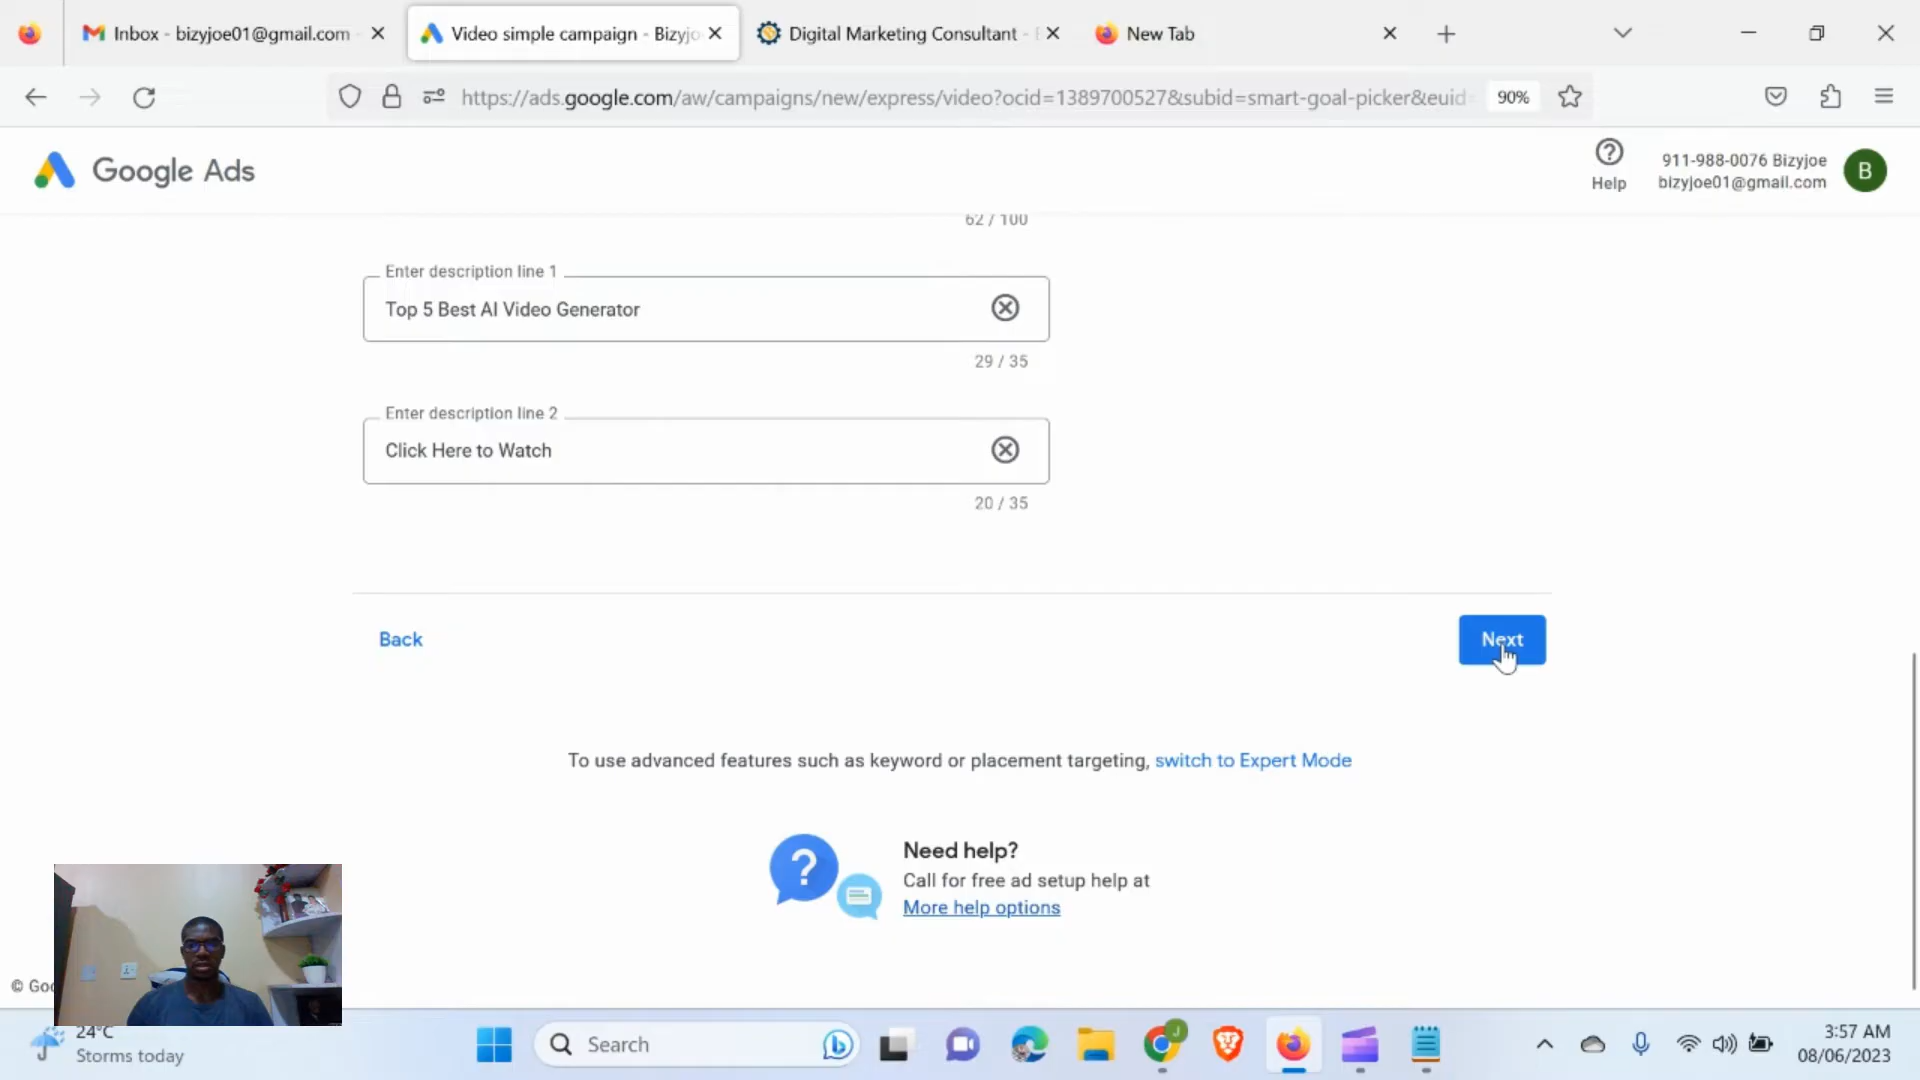 Inbox - bizyjoe01@gmail.com
Video simple campaign - Bizyjo
Digital Marketing Consultant -
New Tab
https://ads.google.com/aw/campaigns/new/express/video?ocid=1389700527&subid=smart-goal-picker&euid=
90%
Google Ads
Help
911-988-0076 Bizyjoe
bizyjoe01@gmail.com
B
62 / 100
Enter description line 1
Top 5 Best AI Video Generator
29 / 35
Enter description line 2
Click Here to Watch
20 / 35
Back
Next
To use advanced features such as keyword or placement targeting, switch to Expert Mode
?
Need help?
Call for free ad setup help at
More help options
© Goo
24°C
Storms today
Search
J
3:57 AM
08/06/2023